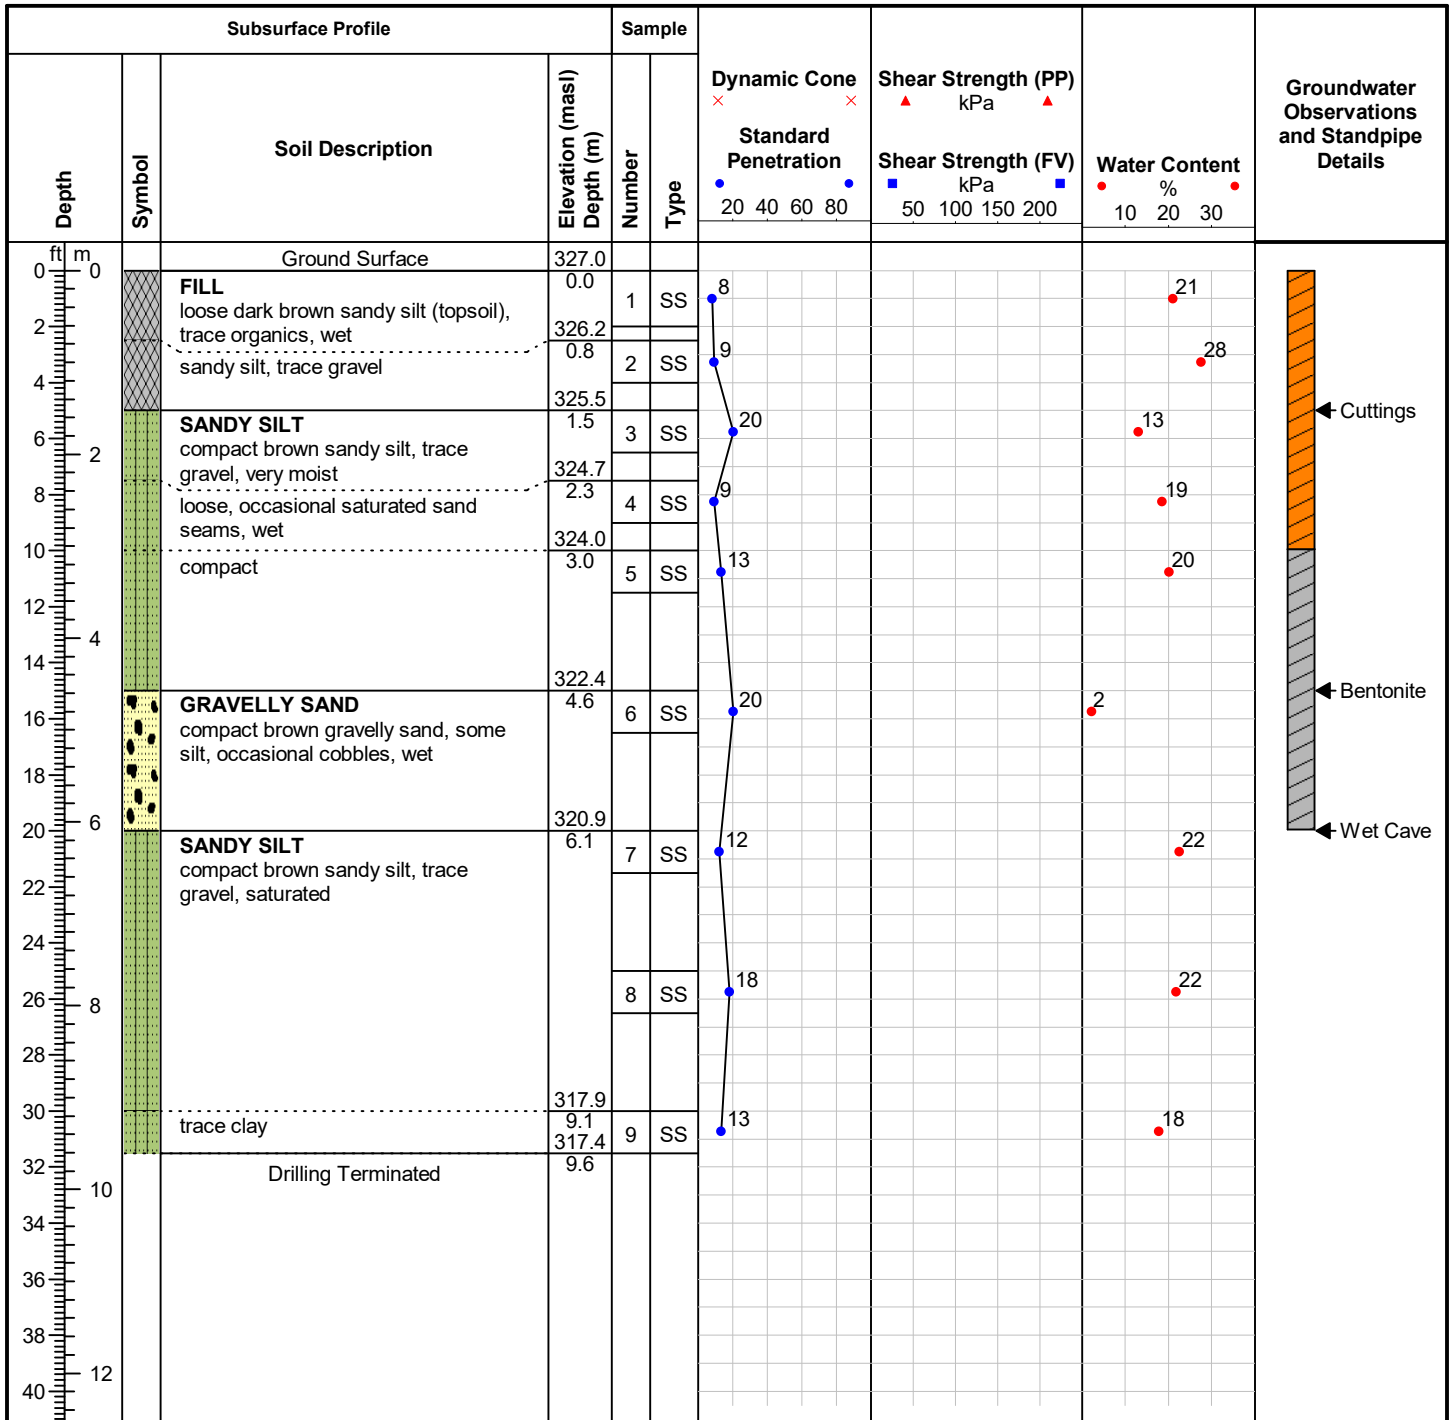 Subsurface Profile
Sample
Depth
Symbol
Soil Description
Elevation (masl)
Depth (m)
Number
Type
Dynamic Cone
Standard
Penetration
20 40 60 80
Shear Strength (PP)
kPa
Shear Strength (FV)
kPa
50 100 150 200
Water Content
%
10 20 30
Groundwater
Observations
and Standpipe
Details
ft m
Ground Surface 327.0
0 0
FILL 0.0
loose dark brown sandy silt (topsoil),
trace organics, wet
1 SS 8 21
2
326.2
0.8
sandy silt, trace gravel
2 SS 9 28
4
325.5
Cuttings
SANDY SILT 1.5
compact brown sandy silt, trace
gravel, very moist
3 SS 20 13
6
2
324.7
2.3
8
loose, occasional saturated sand
seams, wet
4 SS 9 19
324.0
10
compact 3.0
5 SS 13 20
12
4
14
322.4
Bentonite
GRAVELLY SAND 4.6
compact brown gravelly sand, some
silt, occasional cobbles, wet
6 SS 20 2
16
18
6
320.9
20
Wet Cave
SANDY SILT 6.1
compact brown sandy silt, trace
gravel, saturated
7 SS 12 22
22
24
8 SS 18 22
26
8
28
317.9
30
trace clay 9.1
9 SS 13 18
317.4
32
Drilling Terminated 9.6
10
34
36
38
12
40